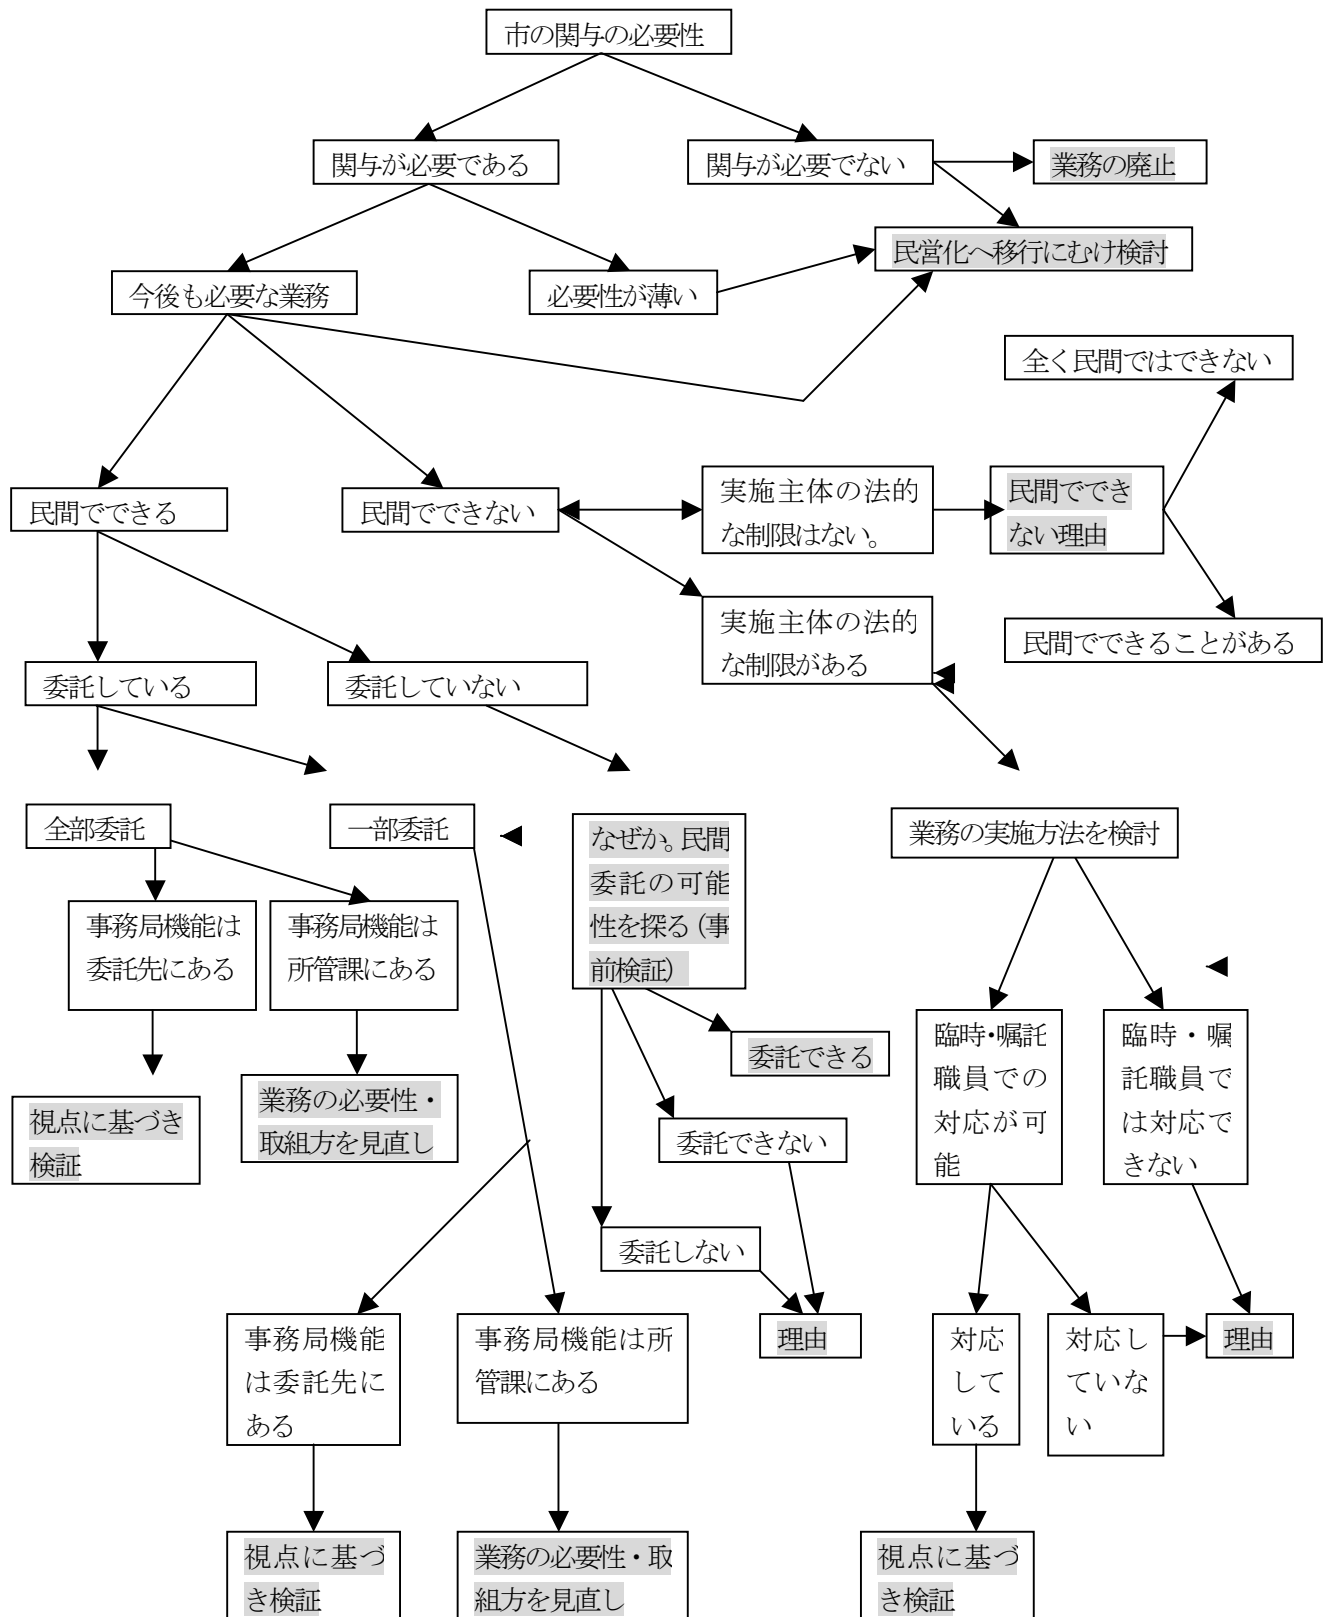 市の関与の必要性
関与が必要である
関与が必要でない
業務の廃止
民営化へ移行にむけ検討
今後も必要な業務
必要性が薄い
全く民間ではできない
民間でできる
民間でできない
実施主体の法的
な制限はない。
民間ででき
ない理由
実施主体の法的
な制限がある
民間でできることがある
委託している
委託していない
全部委託
一部委託
なぜか。民間
委託の可能
性を探る（事
前検証）
業務の実施方法を検討
事務局機能は
委託先にある
事務局機能は
所管課にある
視点に基づき
検証
業務の必要性・
取組方を見直し
委託できる
委託できない
委託しない
理由
臨時・嘱託
職員での
対応が可
能
臨時・嘱
託職員で
は対応で
きない
事務局機能
は委託先に
ある
事務局機能は所
管課にある
対応
して
いる
対応し
ていな
い
理由
視点に基づ
き検証
業務の必要性・取
組方を見直し
視点に基づ
き検証